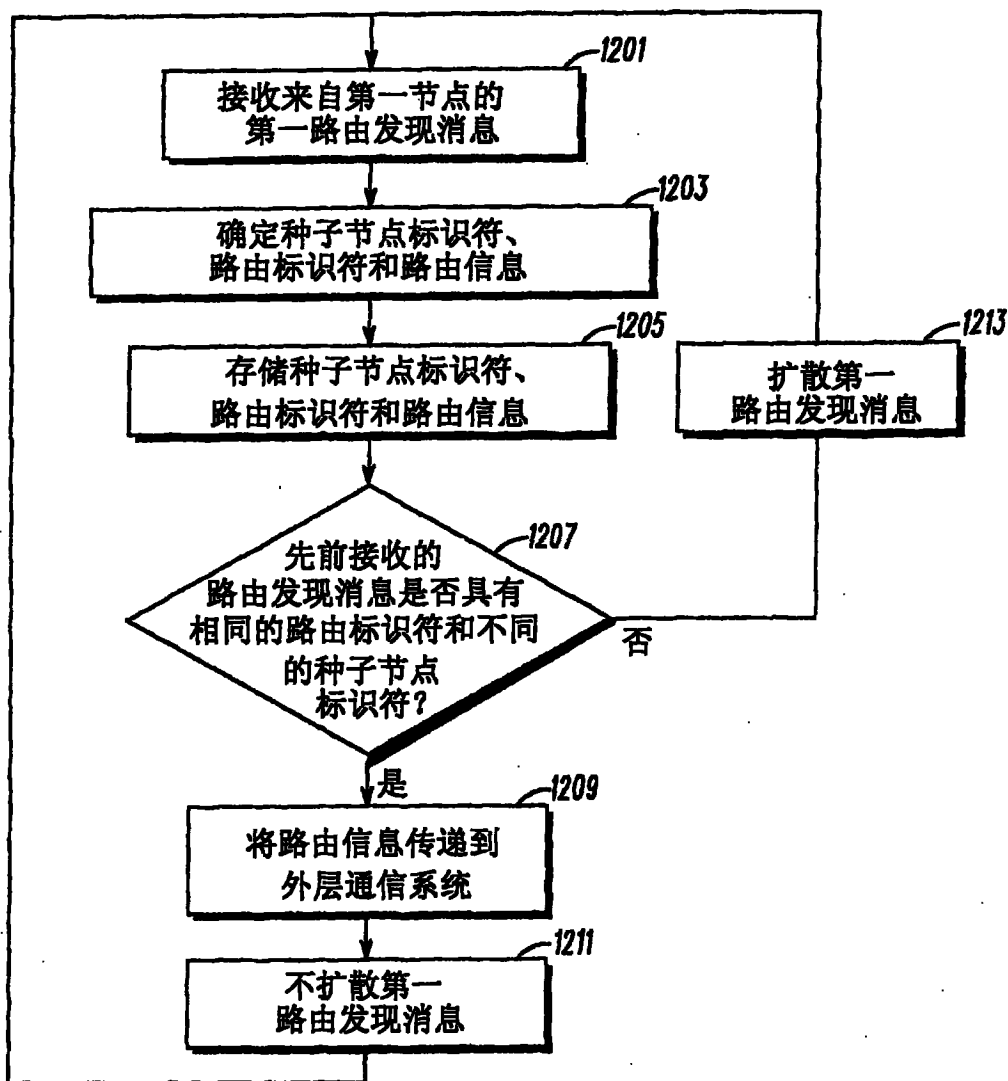 1201
接收来自第一节点的
第一路由发现消息
1203
确定种子节点标识符、
路由标识符和路由信息
1205
存储种子节点标识符、
路由标识符和路由信息
1213
扩散第一
路由发现消息
1207
先前接收的
路由发现消息是否具有
相同的路由标识符和不同
的种子节点
标识符?
否
是
1209
将路由信息传递到
外层通信系统
1211
不扩散第一
路由发现消息